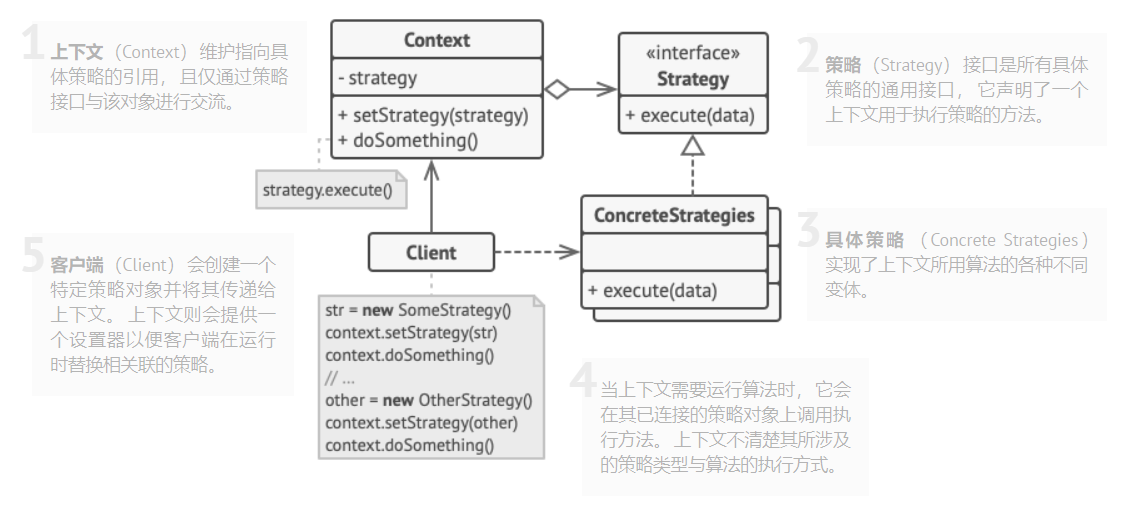 1
上下文（Context）维护指向具
体策略的引用，且仅通过策略
接口与该对象进行交流。
Context
- strategy
+ setStrategy(strategy)
+ doSomething()
strategy.execute()
«interface»
Strategy
+ execute(data)
2
策略（Strategy）接口是所有具体
策略的通用接口，它声明了一个
上下文用于执行策略的方法。
ConcreteStrategies
+ execute(data)
3
具体策略（Concrete Strategies）
实现了上下文所用算法的各种不同
变体。
5
客户端（Client）会创建一个
特定策略对象并将其传递给
上下文。上下文则会提供一
个设置器以便客户端在运行
时替换相关联的策略。
Client
str = new SomeStrategy()
context.setStrategy(str)
context.doSomething()
// ...
other = new OtherStrategy()
context.setStrategy(other)
context.doSomething()
4
当上下文需要运行算法时，它会
在其已连接的策略对象上调用执
行方法。上下文不清楚其所涉及
的策略类型与算法的执行方式。